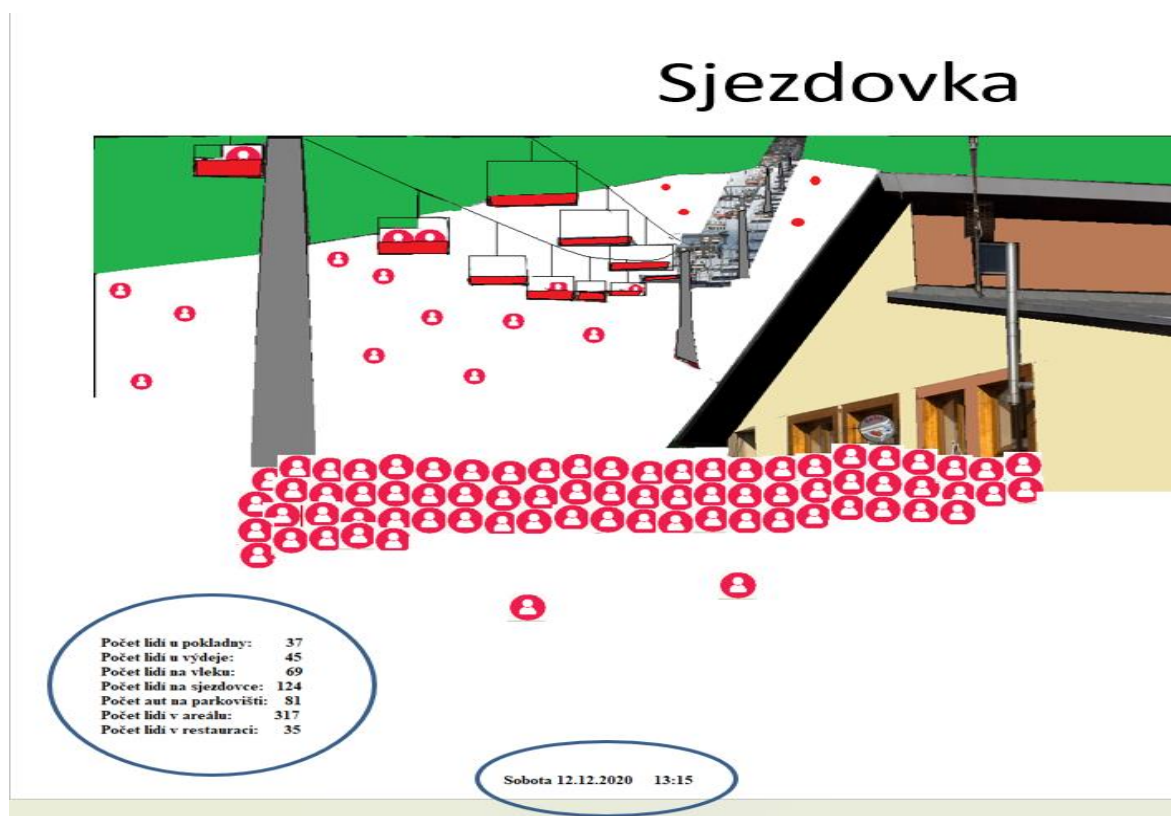 Sjezdovka
Počet lidí u pokladny: 37
Počet lidí u výdeje: 45
Počet lidí na vleku: 69
Počet lidí na sjezdovce: 124
Počet aut na parkovišti: 81
Počet lidí v areálu: 317
Počet lidí v restauraci: 35
Sobota 12.12.2020 13:15